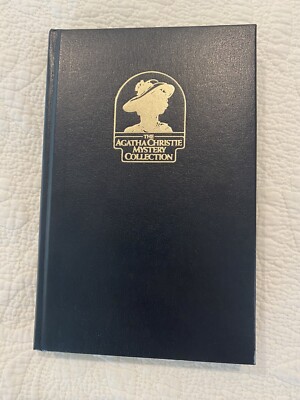 THE
AGATHA CHRISTIE
MYSTERY
COLLECTION